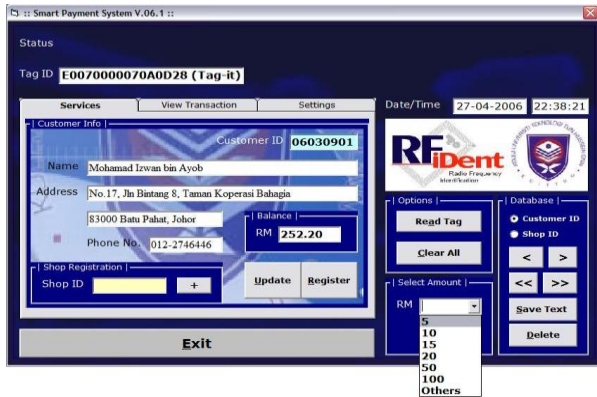 :: Smart Payment System V.06.1 ::
Status
Tag ID E0070000070A0D28 (Tag-it)
Services View Transaction Settings
| Customer Info |
Customer ID 06030901
Name Mohamad Izwan bin Ayob
Address No.17, Jln Bintang 8, Taman Koperasi Bahagia
83000 Batu Pahat, Johor
Phone No. 012-2746446
| Balance |
RM 252.20
| Shop Registration |
Shop ID +
Update Register
Exit
Date/Time 27-04-2006 22:38:21
RFiDent
Radio Frequency
Identification
| Options |
Read Tag
Clear All
| Select Amount |
RM
5
10
15
20
50
100
Others
| Database |
Customer ID
Shop ID
< >
<< >>
Save Text
Delete